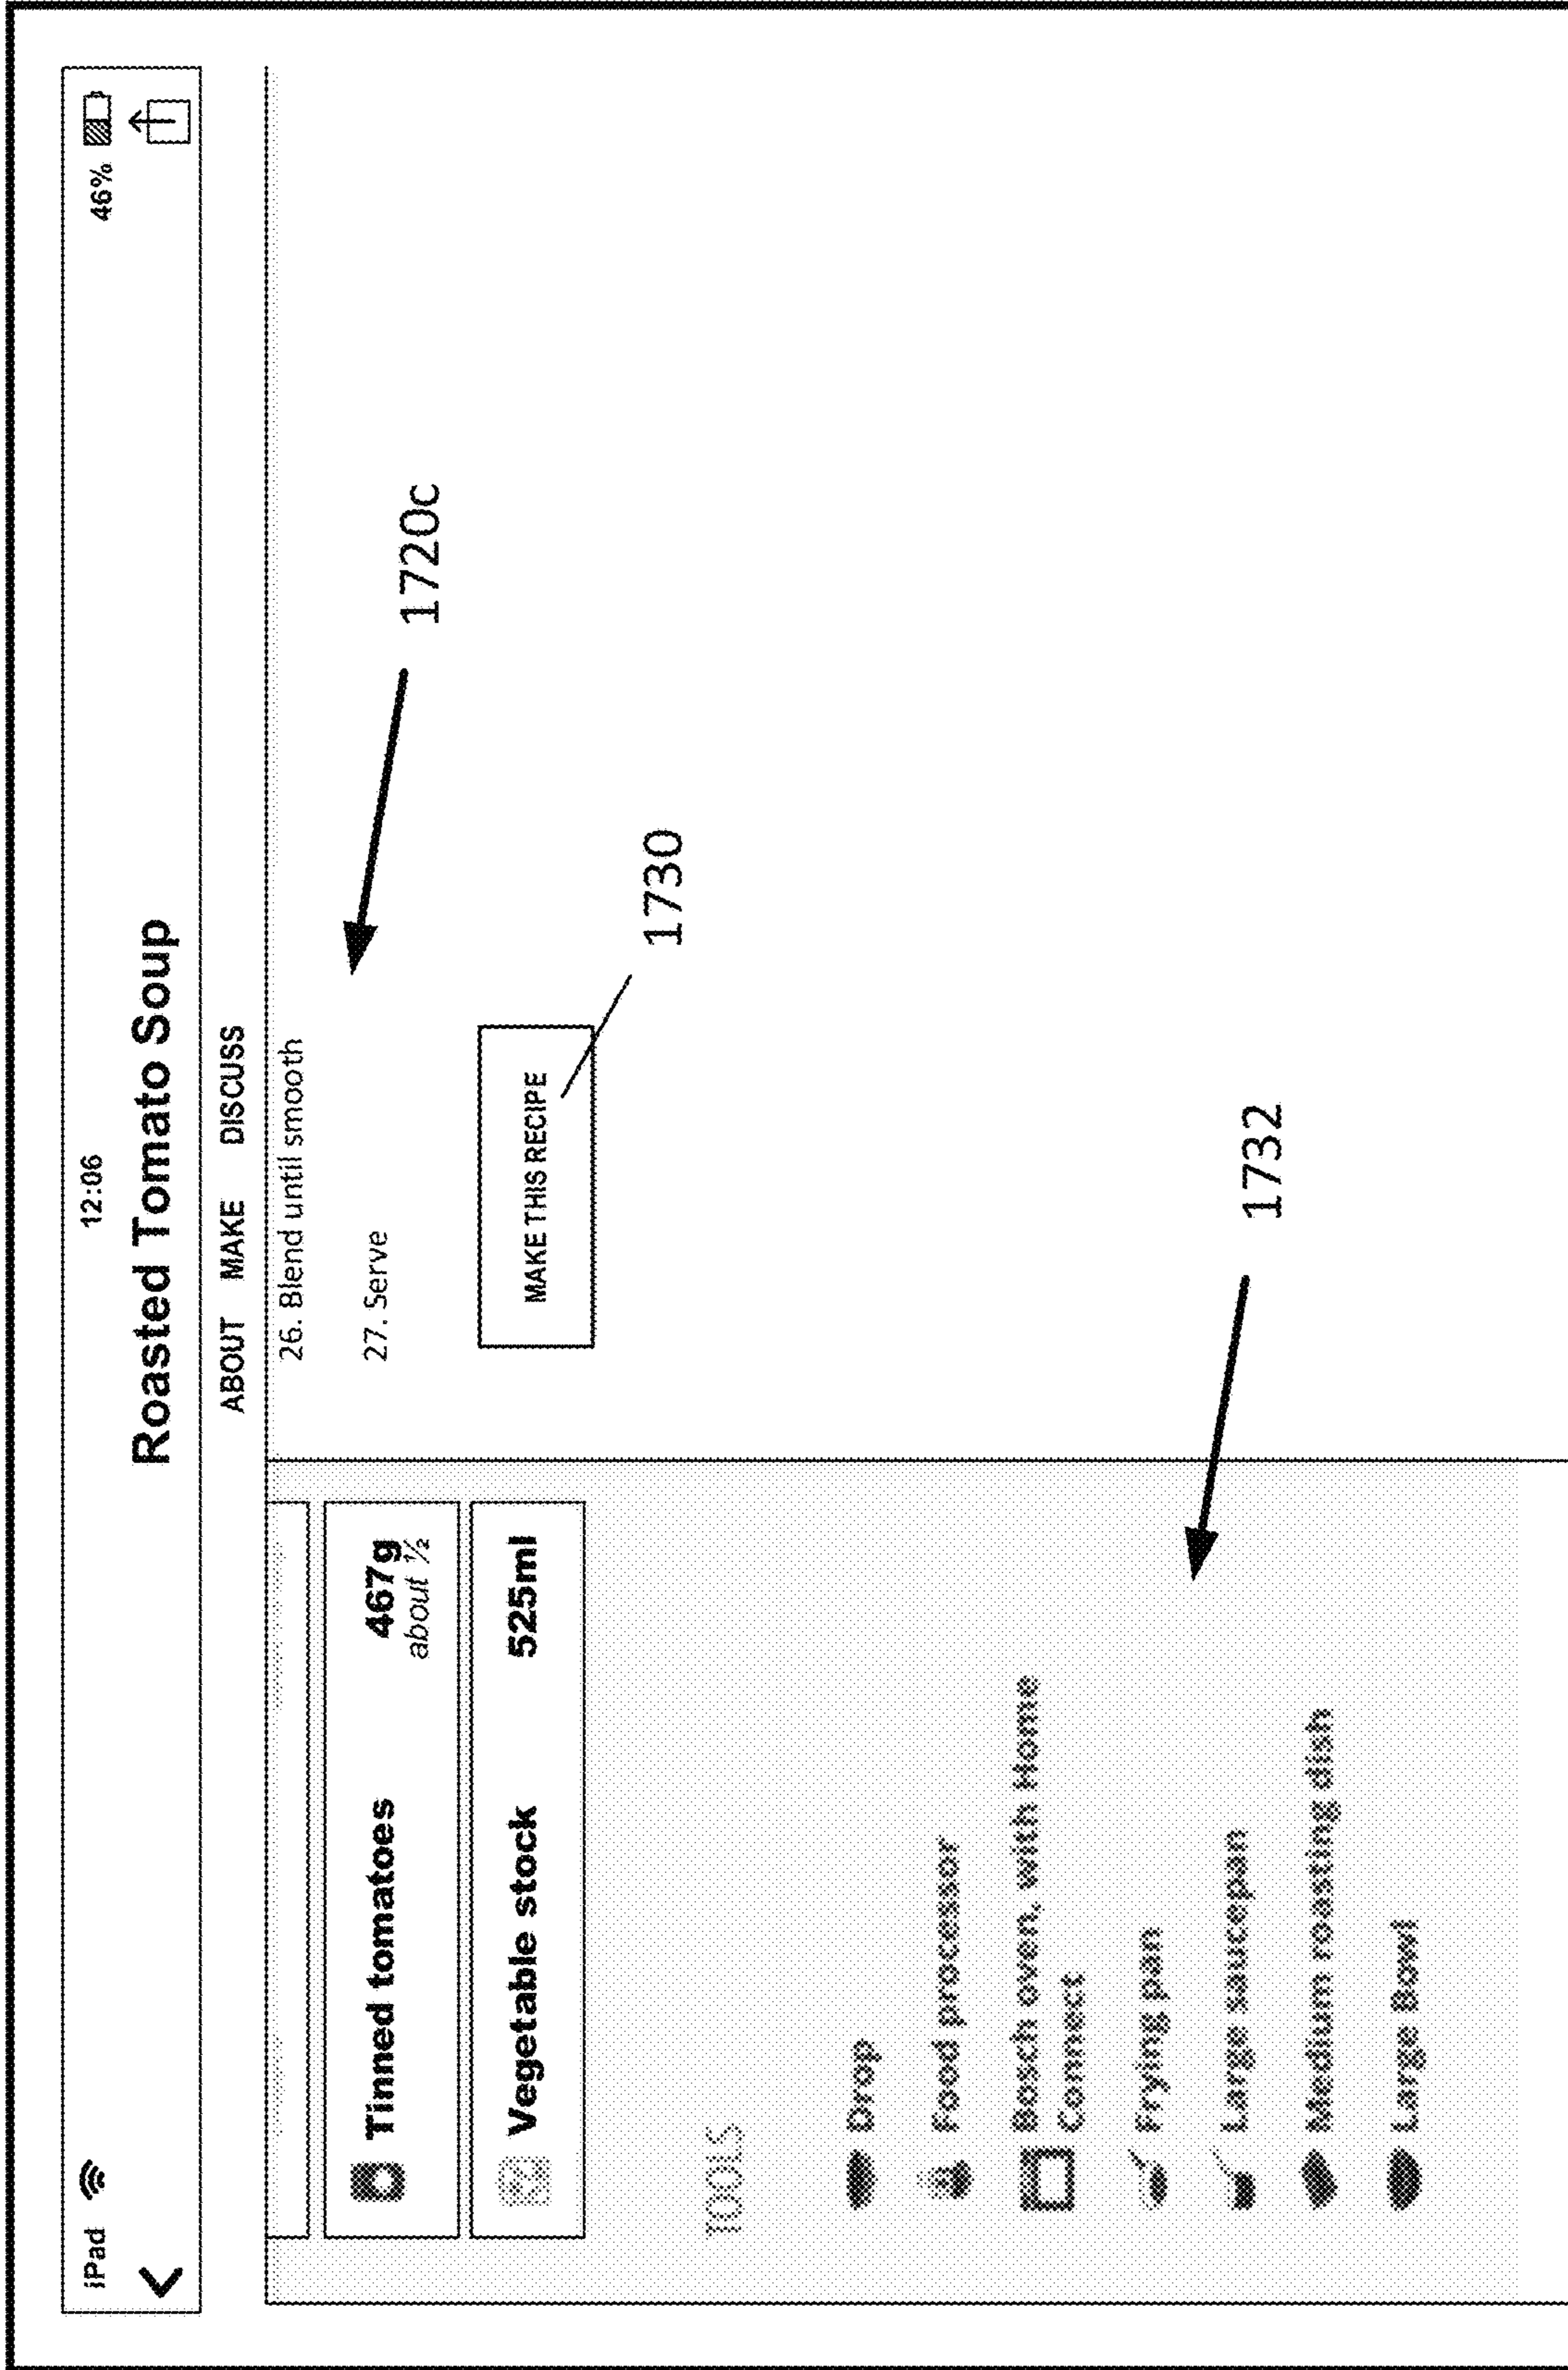 iPad
12:06
46%
Roasted Tomato Soup
ABOUT MAKE DISCUSS
Tinned tomatoes 467g
about ½
Vegetable stock 525ml
TOOLS
Drop
Food processor
Bosch oven, with Home
Connect
Frying pan
Large saucepan
Medium roasting dish
Large Bowl
1732
26. Blend until smooth
27. Serve
1720c
MAKE THIS RECIPE
1730